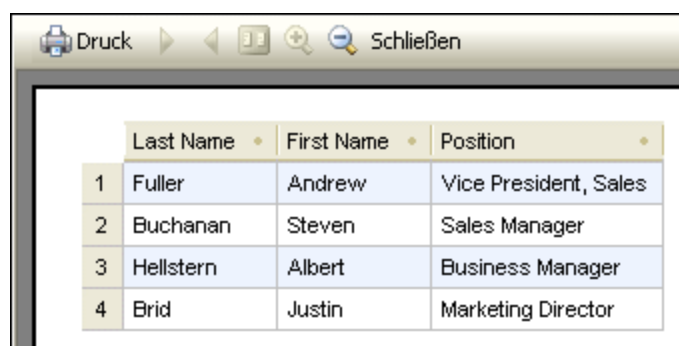 Druck Schließen
Last Name First Name Position
1 Fuller Andrew Vice President, Sales
2 Buchanan Steven Sales Manager
3 Hellstern Albert Business Manager
4 Brid Justin Marketing Director